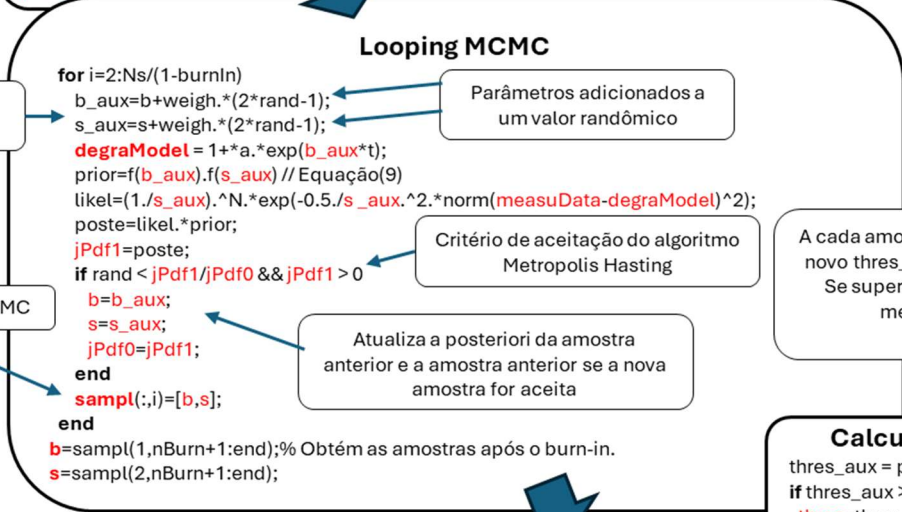 Looping MCMC
for i=2:Ns/(1-burnIn)
b_aux=b+weigh.*(2*rand-1);
s_aux=s+weigh.*(2*rand-1);
degraModel = 1+*a.*exp(b_aux*t);
prior=f(b_aux).f(s_aux) // Equação(9)
likel=(1./s_aux).^N.*exp(-0.5./s _aux.^2.*norm(measuData-degraModel)^2);
poste=likel.*prior;
jPdf1=poste;
if rand < jPdf1/jPdf0 && jPdf1 > 0
b=b_aux;
s=s_aux;
jPdf0=jPdf1;
end
sampl(:,i)=[b,s];
end
b=sampl(1,nBurn+1:end);% Obtém as amostras após o burn-in.
s=sampl(2,nBurn+1:end);
Parâmetros adicionados a
um valor randômico
Critério de aceitação do algoritmo
Metropolis Hasting
Atualiza a posteriori da amostra
anterior e a amostra anterior se a nova
amostra for aceita
MC
A cada amo
novo thres_
Se super
me
Calcu
thres_aux = p
if thres_aux >